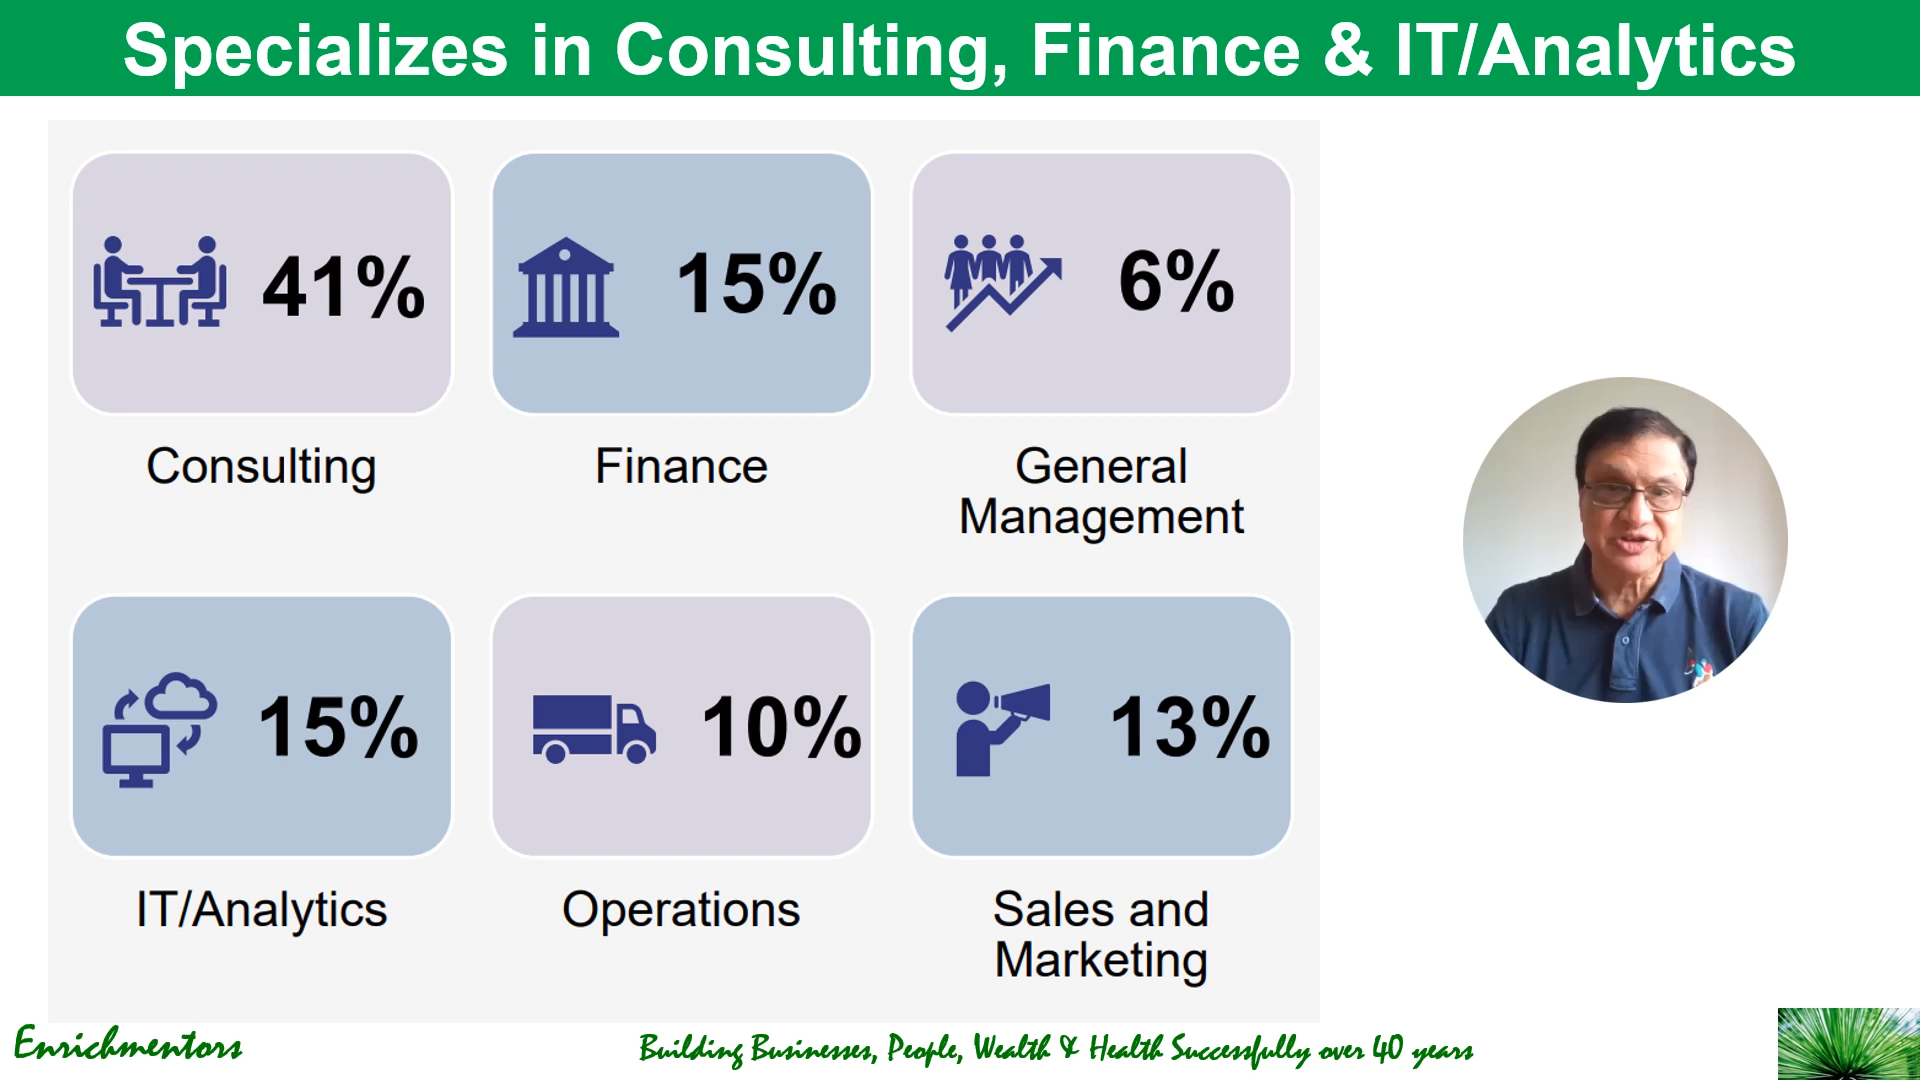 Specializes in Consulting, Finance & IT/Analytics
41%
15%
6%
Consulting
Finance
General
Management
15%
10%
13%
IT/Analytics
Operations
Sales and
Marketing
Enrichmentors
Building Businesses, People, Wealth & Health Successfully over 40 years